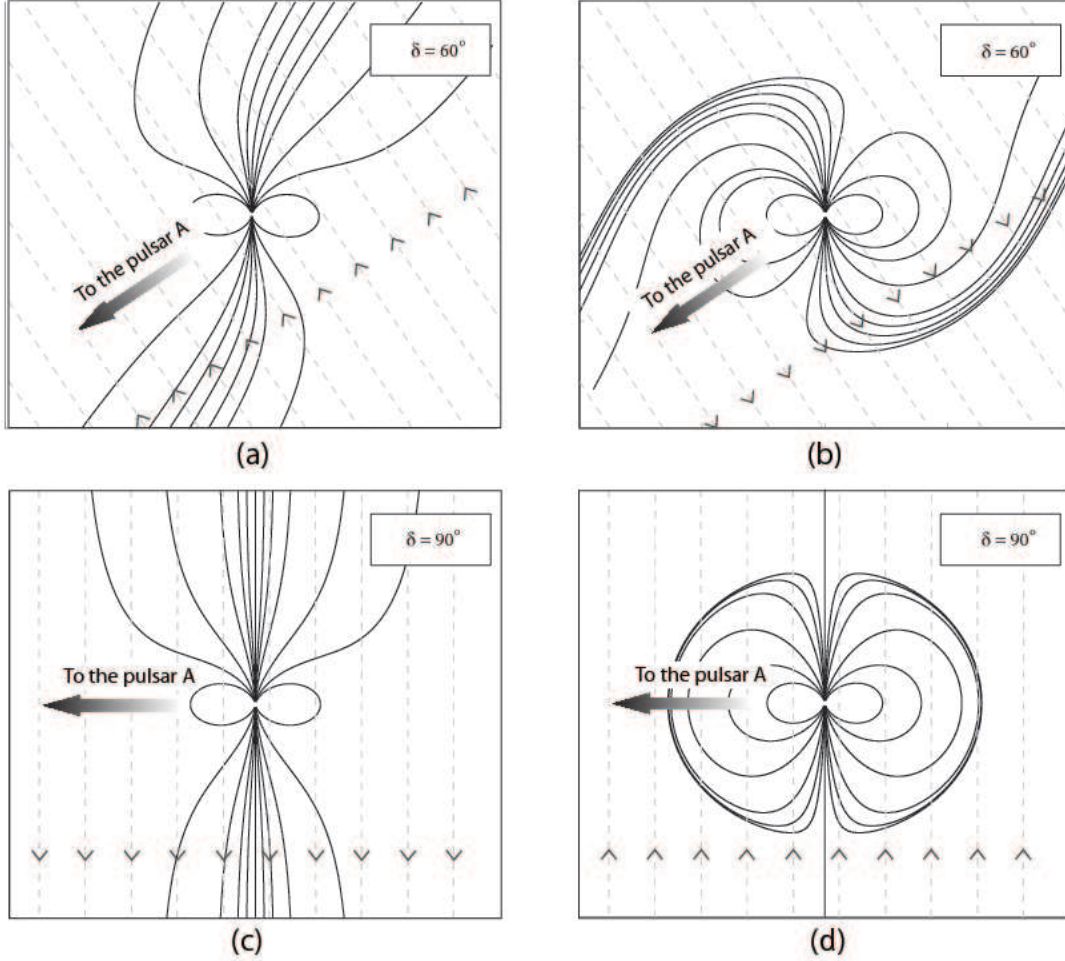 δ = 60°
To the pulsar A
(a)
δ = 60°
To the pulsar A
(b)
δ = 90°
To the pulsar A
(c)
δ = 90°
To the pulsar A
(d)